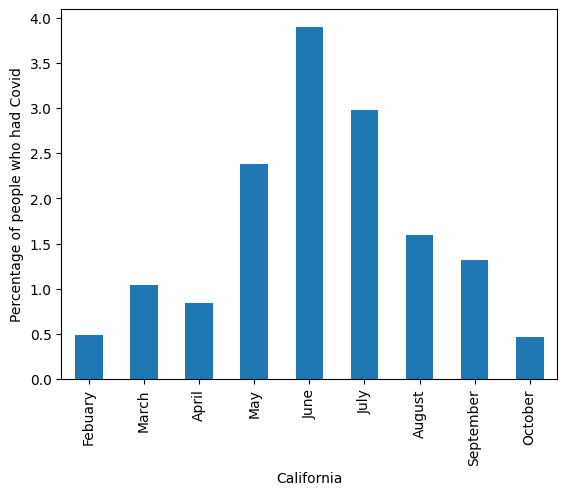 Percentage of people who had Covid
4.0
3.5
3.0
2.5
2.0
1.5
1.0
0.5
0.0
Febuary
March
April
May
June
July
August
September
October
California